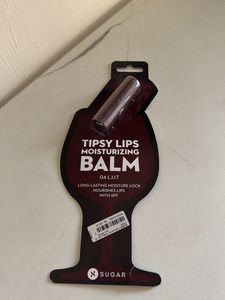 TIPSY LIPS
MOISTURIZING
BALM
04 L.I.I.T
LONG-LASTING MOISTURE LOCK
NOURISHES LIPS
WITH SPF
SUGAR